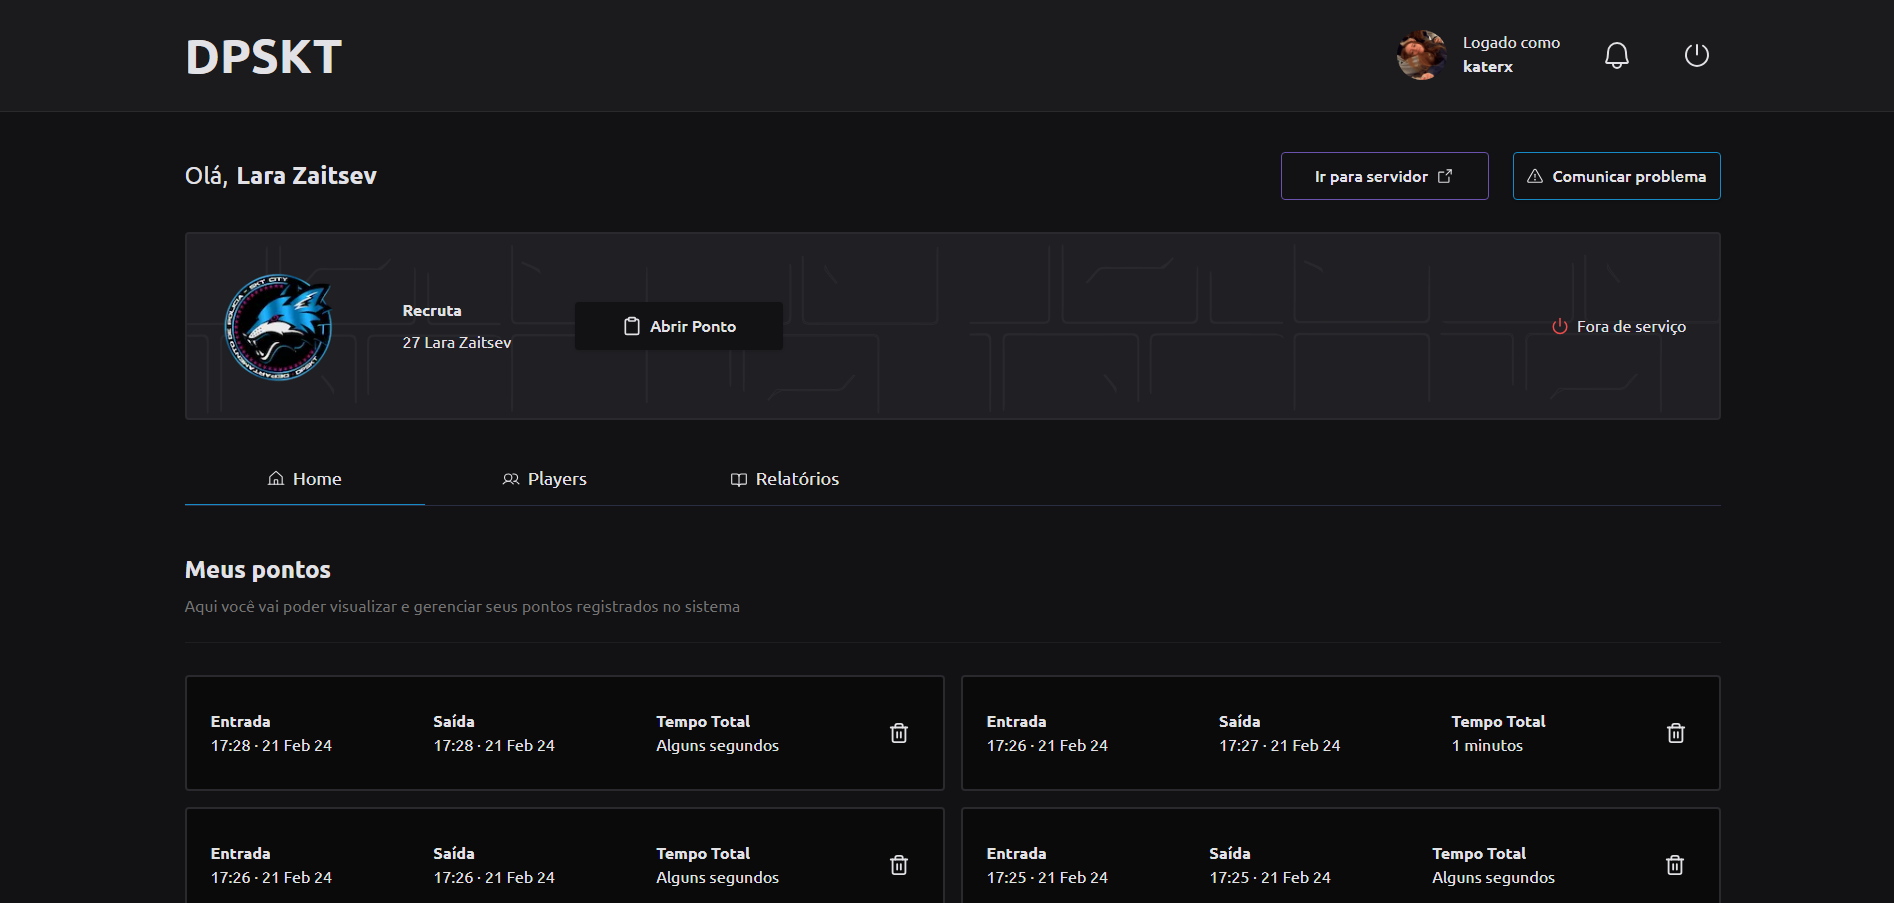 DPSKT
Logado como
katerx
Olá, Lara Zaitsev
Ir para servidor
Comunicar problema
DEPARTAMENTO DE POLICIA - SKT CITY
Recruta
27 Lara Zaitsev
Abrir Ponto
Fora de serviço
Home
Players
Relatórios
Meus pontos
Aqui você vai poder visualizar e gerenciar seus pontos registrados no sistema
Entrada Saída Tempo Total
17:28 · 21 Feb 24 17:28 · 21 Feb 24 Alguns segundos
Entrada Saída Tempo Total
17:26 · 21 Feb 24 17:27 · 21 Feb 24 1 minutos
Entrada Saída Tempo Total
17:26 · 21 Feb 24 17:26 · 21 Feb 24 Alguns segundos
Entrada Saída Tempo Total
17:25 · 21 Feb 24 17:25 · 21 Feb 24 Alguns segundos